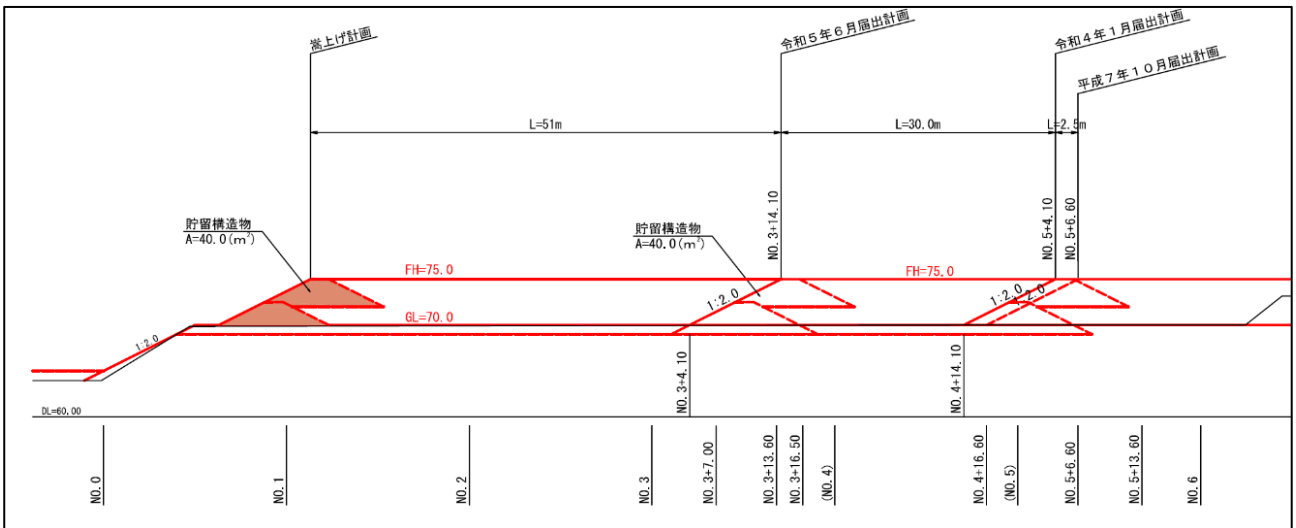 嵩上げ計画
令和5年6月届出計画
令和4年1月届出計画
平成7年10月届出計画
L=51m
L=30.0m
L=2.5m
貯留構造物
A=40.0(m²)
貯留構造物
A=40.0(m²)
NO.3+14.10
NO.5+4.10
NO.5+6.60
FH=75.0
FH=75.0
1:2.0
1:2.0
1:2.0
GL=70.0
1:2.0
NO.3+4.10
NO.4+14.10
DL=60.00
NO.0
NO.1
NO.2
NO.3
NO.3+7.00
NO.3+13.60
NO.3+16.50
(NO.4)
NO.4+16.60
(NO.5)
NO.5+6.60
NO.5+13.60
NO.6